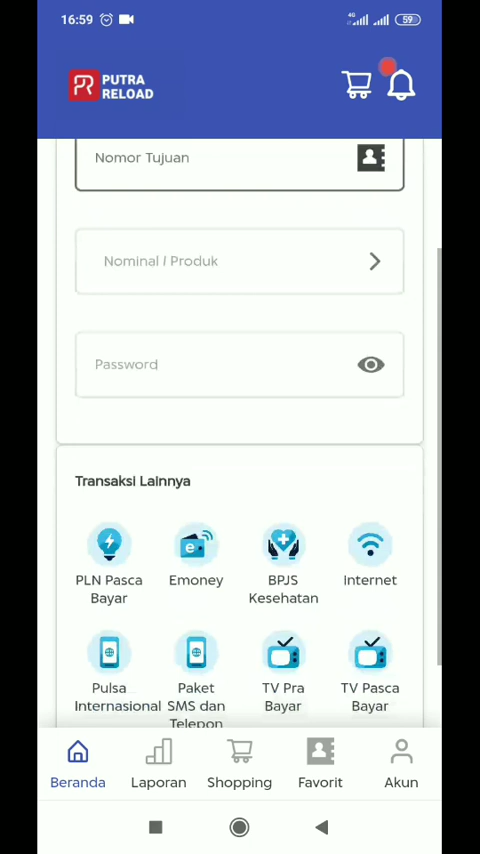 16:59
4G
59
PUTRA
RELOAD
Nomor Tujuan
Nominal / Produk
Password
Transaksi Lainnya
PLN Pasca Bayar
Emoney
BPJS Kesehatan
Internet
Pulsa Internasional
Paket SMS dan Telepon
TV Pra Bayar
TV Pasca Bayar
Beranda
Laporan
Shopping
Favorit
Akun